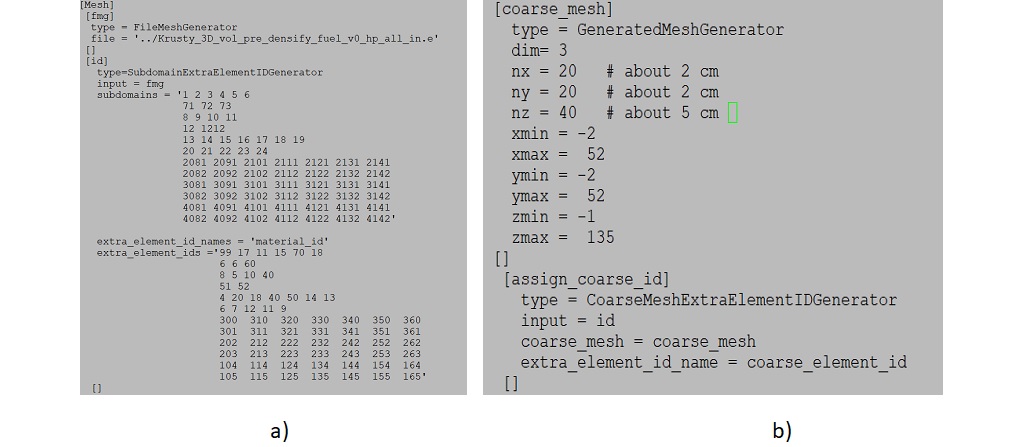 [Mesh]
[fmg]
type = FileMeshGenerator
file = '../Krusty_3D_vol_pre_densify_fuel_v0_hp_all_in.e'
[]
[id]
type=SubdomainExtraElementIDGenerator
input = fmg
subdomains = '1 2 3 4 5 6
71 72 73
8 9 10 11
12 1212
13 14 15 16 17 18 19
20 21 22 23 24
2081 2091 2101 2111 2121 2131 2141
2082 2092 2102 2112 2122 2132 2142
3081 3091 3101 3111 3121 3131 3141
3082 3092 3102 3112 3122 3132 3142
4081 4091 4101 4111 4121 4131 4141
4082 4092 4102 4112 4122 4132 4142'
extra_element_id_names = 'material_id'
extra_element_ids ='99 17 11 15 70 18
6 6 60
8 5 10 40
51 52
4 20 18 40 50 14 13
6 7 12 11 9
300 310 320 330 340 350 360
301 311 321 331 341 351 361
202 212 222 232 242 252 262
203 213 223 233 243 253 263
104 114 124 134 144 154 164
105 115 125 135 145 155 165'
[]
a)
[coarse_mesh]
type = GeneratedMeshGenerator
dim= 3
nx = 20 # about 2 cm
ny = 20 # about 2 cm
nz = 40 # about 5 cm
xmin = -2
xmax = 52
ymin = -2
ymax = 52
zmin = -1
zmax = 135
[]
[assign_coarse_id]
type = CoarseMeshExtraElementIDGenerator
input = id
coarse_mesh = coarse_mesh
extra_element_id_name = coarse_element_id
[]
b)